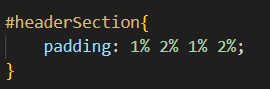 #headerSection{
    padding: 1% 2% 1% 2%;
}